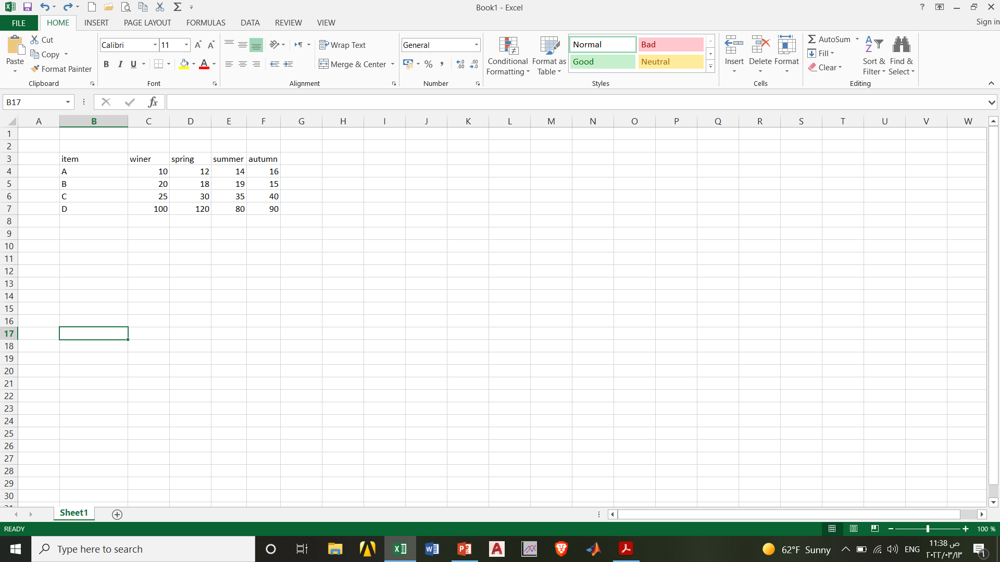 Book1 - Excel
?
FILE HOME INSERT PAGE LAYOUT FORMULAS DATA REVIEW VIEW
Sign in
Paste
Cut
Copy
Format Painter
Clipboard
Calibri 11
A A
B I U A
Font
Wrap Text
Merge & Center
Alignment
General
% ,
Number
Conditional Formatting
Format as Table
Normal Bad
Good Neutral
Styles
Insert Delete Format
Cells
AutoSum
Fill
Clear
Sort & Filter
Find & Select
Editing
B17
fx
A B C D E F G H I J K L M N O P Q R S T U V W
1
2
3 item winer spring summer autumn
4 A 10 12 14 16
5 B 20 18 19 15
6 C 25 30 35 40
7 D 100 120 80 90
8
9
10
11
12
13
14
15
16
17
18
19
20
21
22
23
24
25
26
27
28
29
30
31
Sheet1
READY
100 %
Type here to search
62°F Sunny
ENG
11:38 ص
٢٠٢٢/٠٣/١٣
١